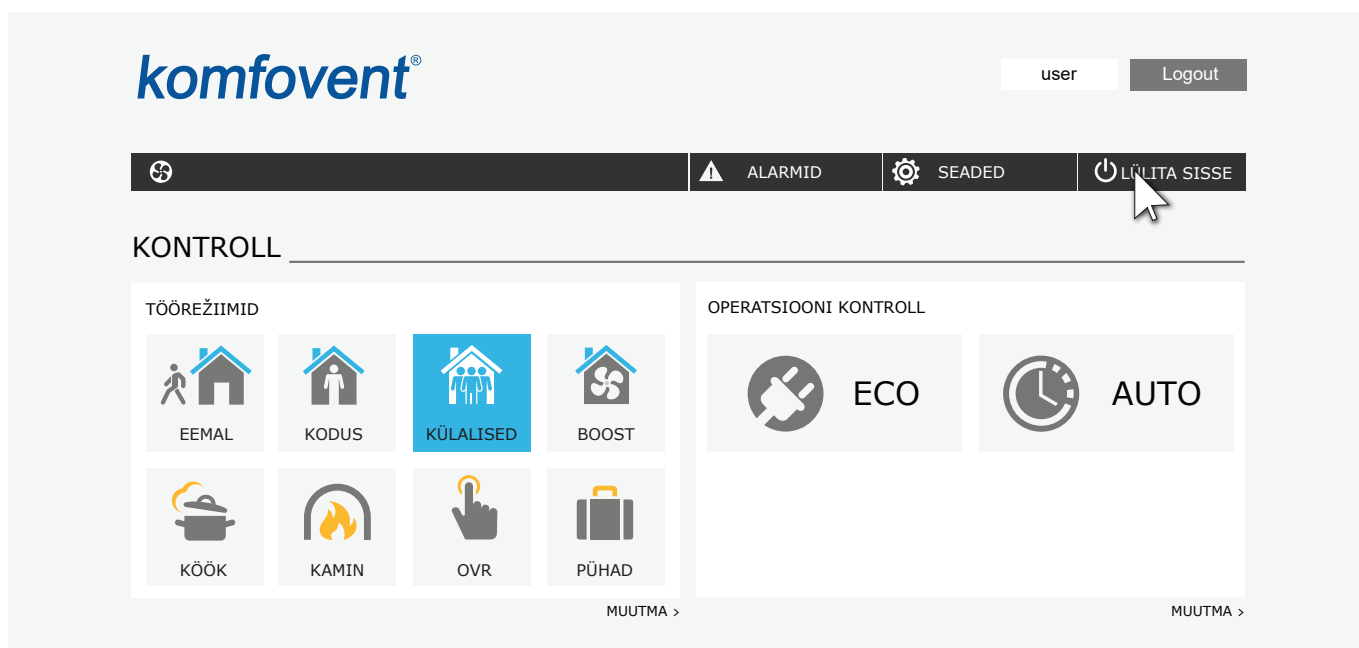 komfovent®
user Logout
ALARMID SEADED LÜLITA SISSE
KONTROLL
TÖÖREŽIIMID
EEMAL KODUS KÜLALISED BOOST
KÖÖK KAMIN OVR PÜHAD
MUUTMA >
OPERATSIOONI KONTROLL
ECO AUTO
MUUTMA >